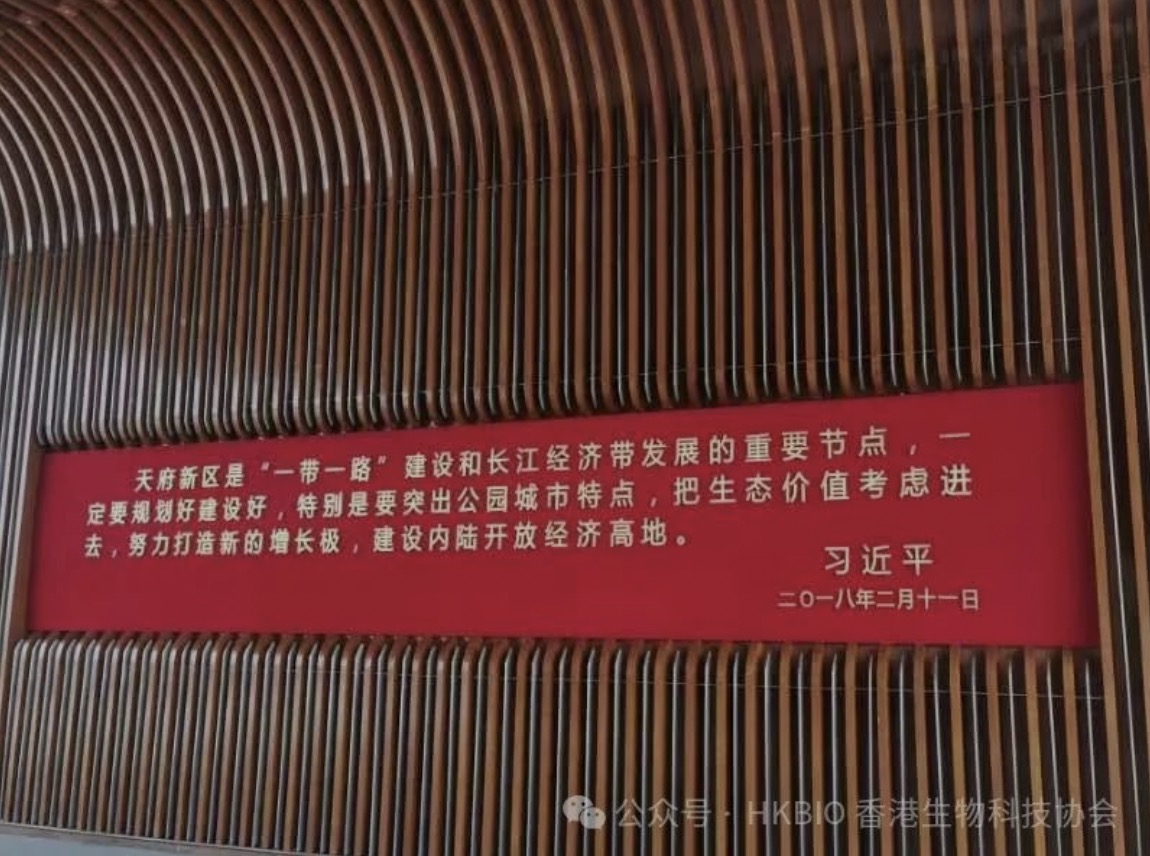 天府新区是“一带一路”建设和长江经济带发展的重要节点，一
定要规划好建设好，特别是要突出公园城市特点，把生态价值考虑进
去，努力打造新的增长极，建设内陆开放经济高地。
习近平
二〇一八年二月十一日
公众号·HKBIO 香港生物科技协会